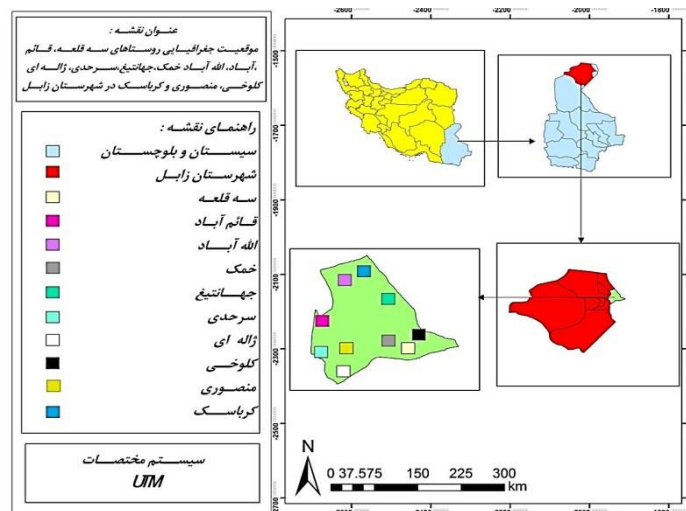 عنوان نقشه :
موقعیت جغرافیایی روستاهای سه قلعه، قائم
آباد، الله آباد خمک،جهانتیغ،سرحدی، ژاله ای،
کلوخی، منصوری و کرباسک در شهرستان زابل
راهنمای نقشه :
سیستان و بلوچستان
شهرستان زابل
سه قلعه
قائم آباد
الله آباد
خمک
جهانتیغ
سرحدی
ژاله ای
کلوخی
منصوری
کرباسک
سیستم مختصات
UTM
-2600 -2400 -2200 -2000 -1800
-1500
-1700
-1900
-2100
-2300
-2500
-2700
N
0 37.575 150 225 300
km